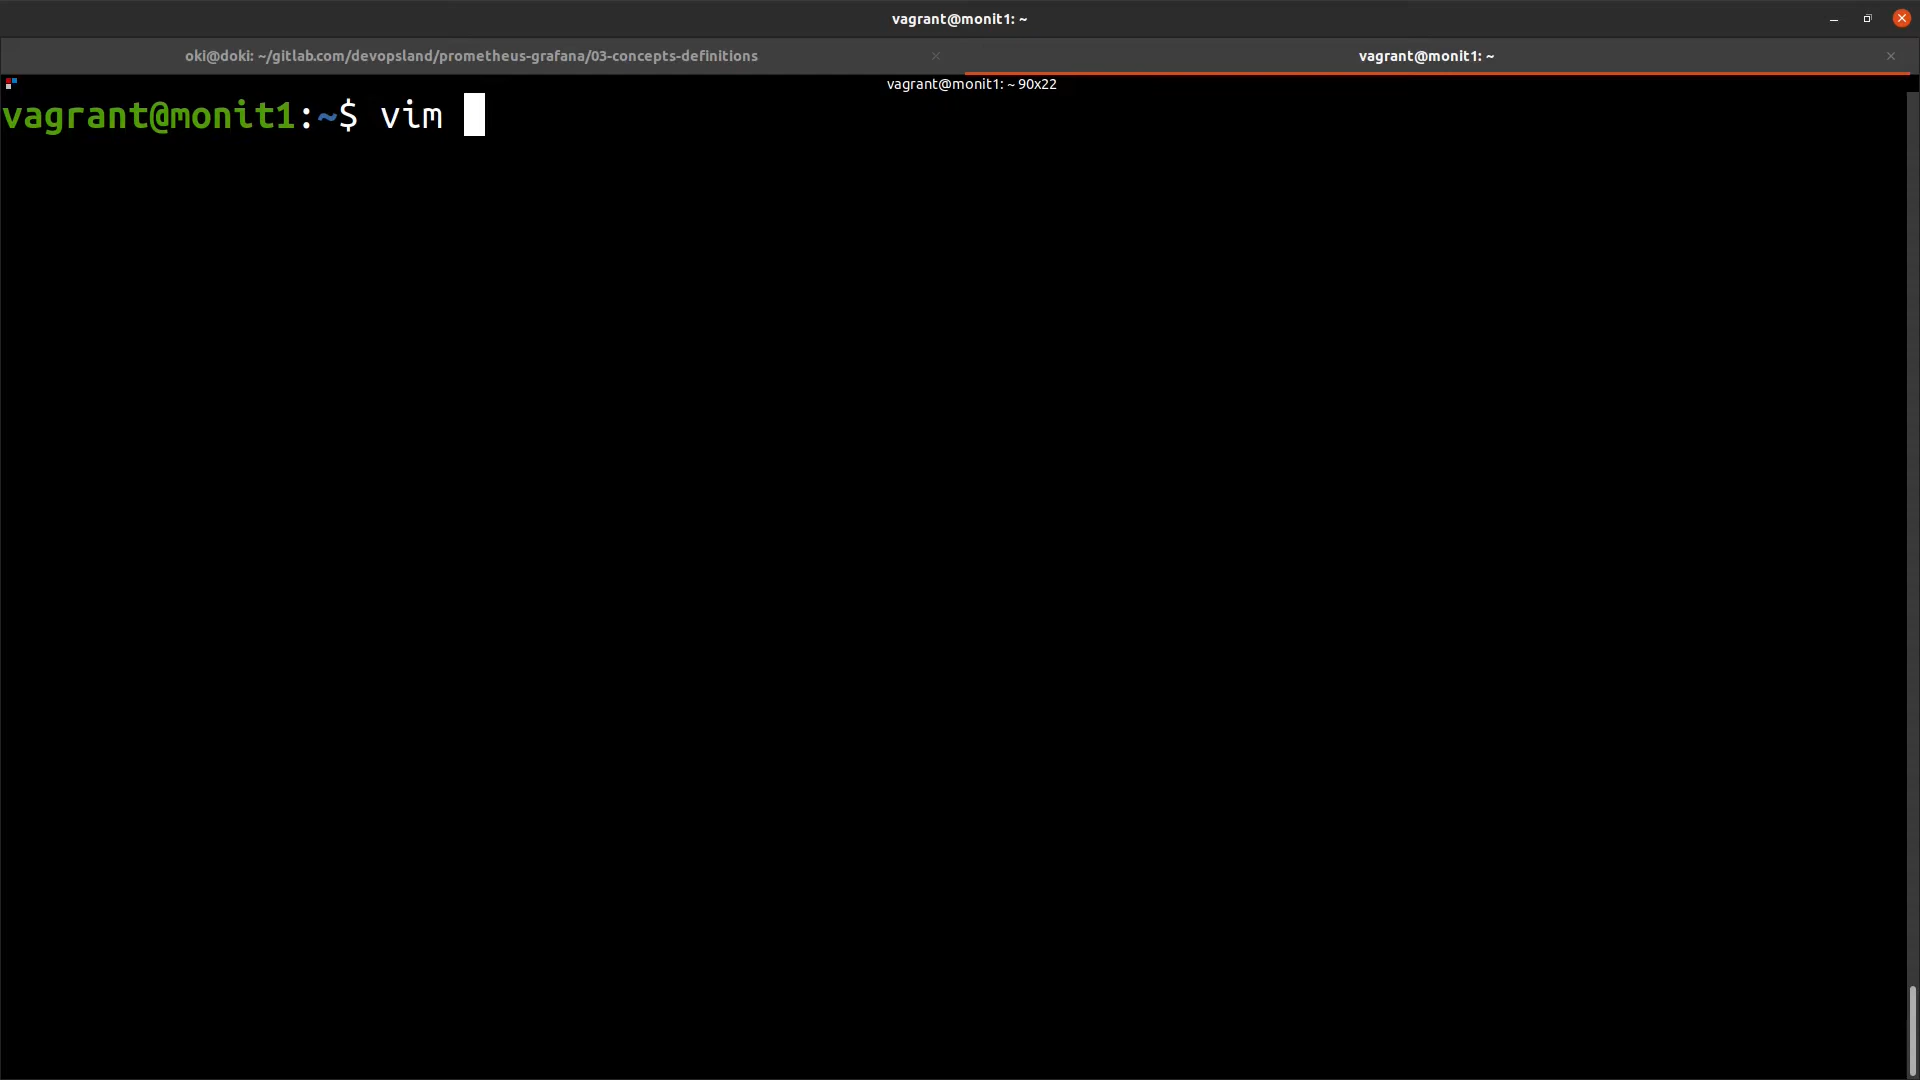 vagrant@monit1: ~
oki@doki: ~/gitlab.com/devopsland/prometheus-grafana/03-concepts-definitions
vagrant@monit1: ~
vagrant@monit1: ~ 90x22
vagrant@monit1:~$ vim